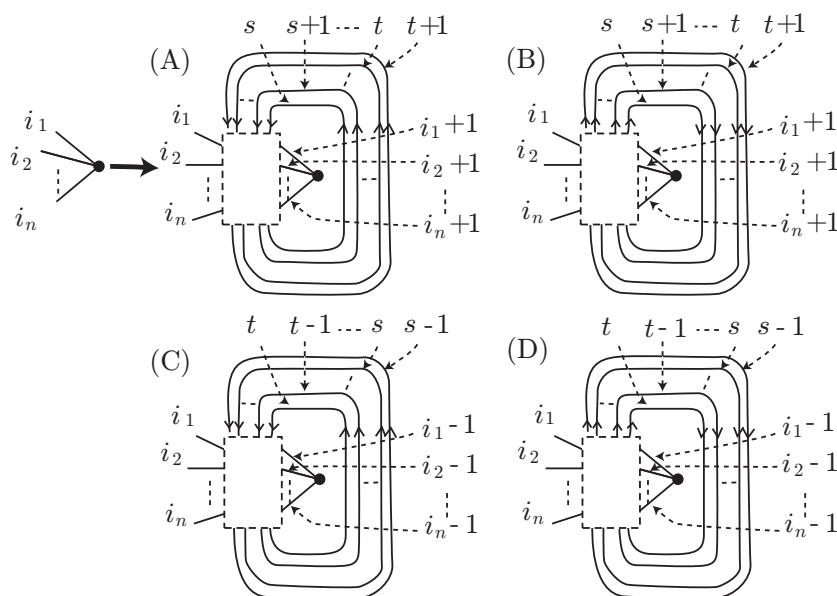 s s+1 t t+1
(A)
i1
i2
in
i1
i2
in
i1+1
i2+1
in+1
s s+1 t t+1
(B)
i1
i2
in
i1+1
i2+1
in+1
t t-1 s s-1
(C)
i1
i2
in
i1-1
i2-1
in-1
t t-1 s s-1
(D)
i1
i2
in
i1-1
i2-1
in-1